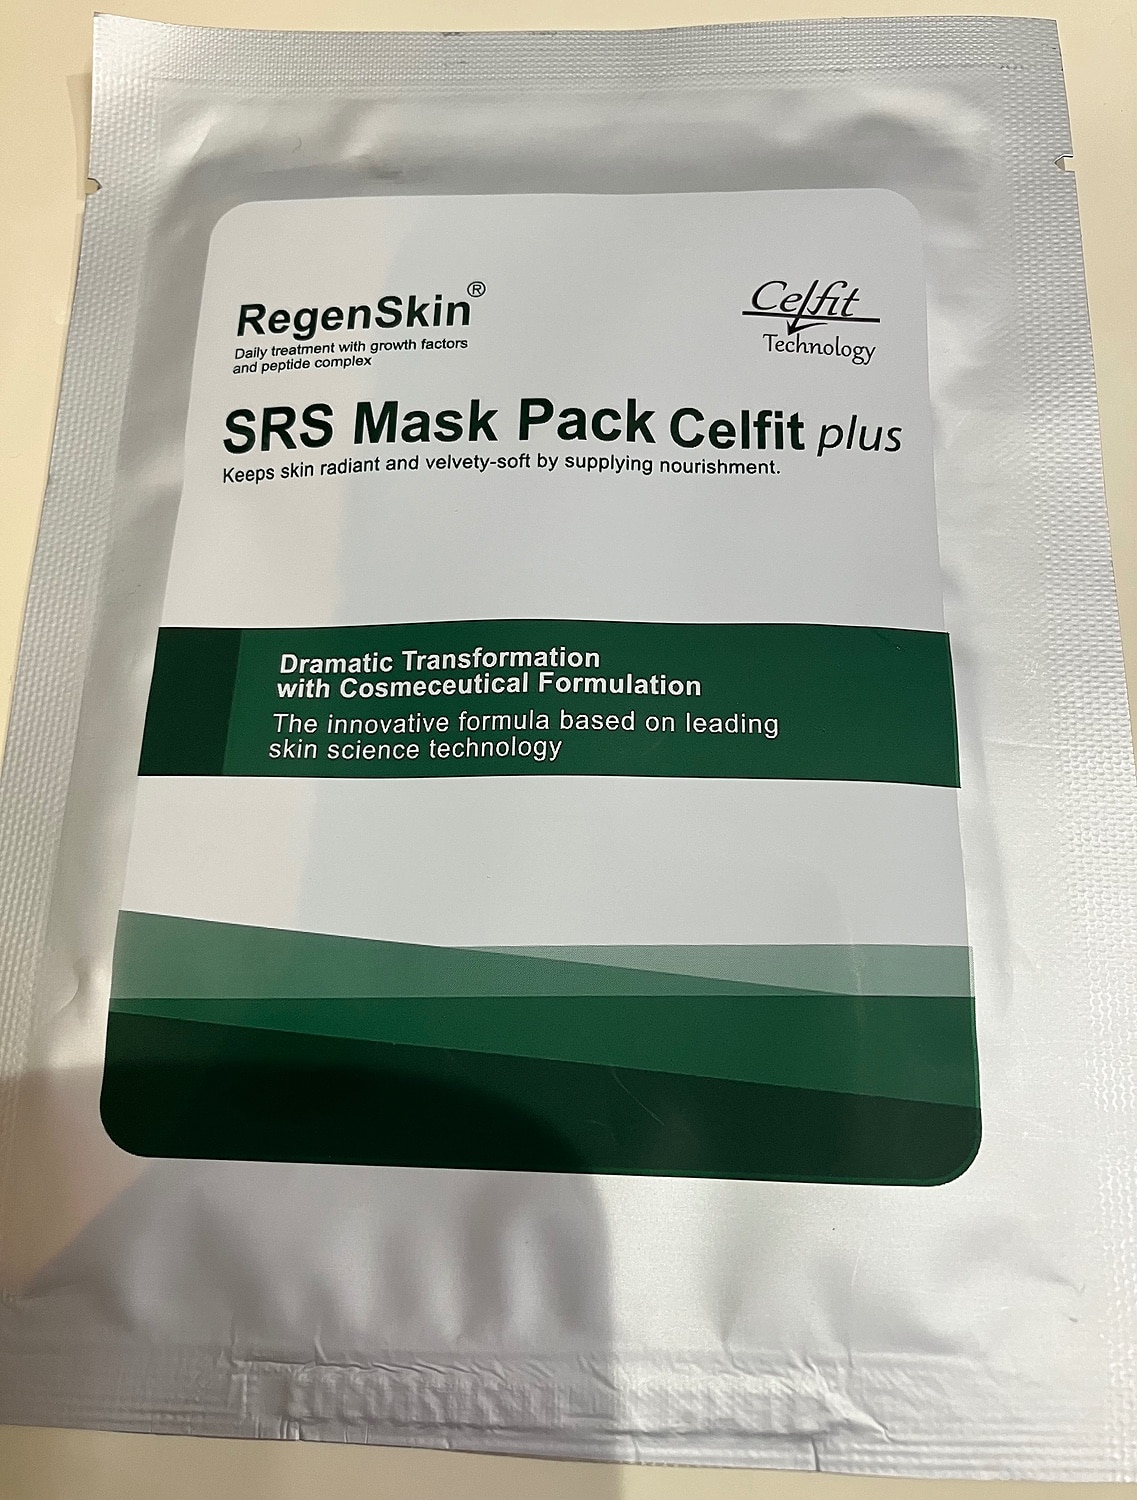 RegenSkin®
Daily treatment with growth factors
and peptide complex
Celfit
Technology
SRS Mask Pack Celfit plus
Keeps skin radiant and velvety-soft by supplying nourishment.
Dramatic Transformation
with Cosmeceutical Formulation
The innovative formula based on leading
skin science technology